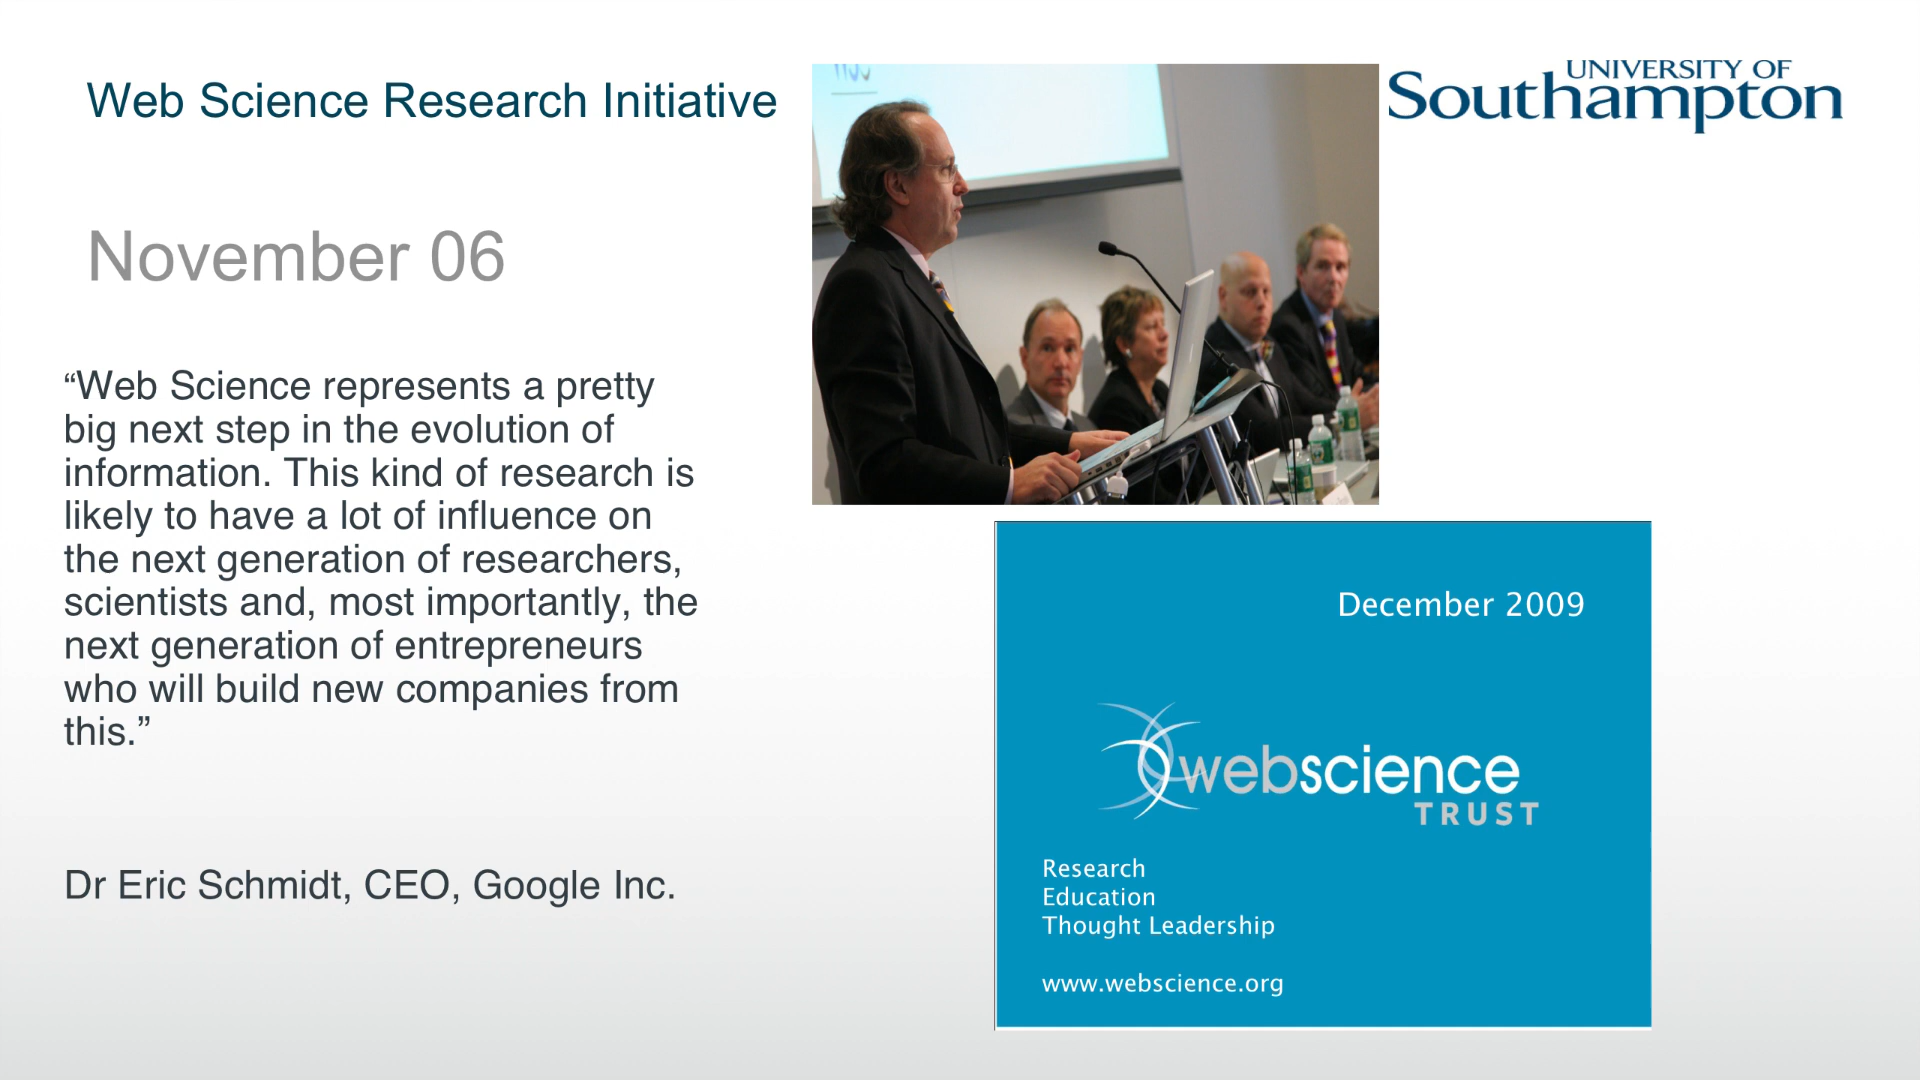 Web Science Research Initiative
UNIVERSITY OF
Southampton
November 06
“Web Science represents a pretty
big next step in the evolution of
information. This kind of research is
likely to have a lot of influence on
the next generation of researchers,
scientists and, most importantly, the
next generation of entrepreneurs
who will build new companies from
this.”
Dr Eric Schmidt, CEO, Google Inc.
December 2009
webscience
TRUST
Research
Education
Thought Leadership
www.webscience.org